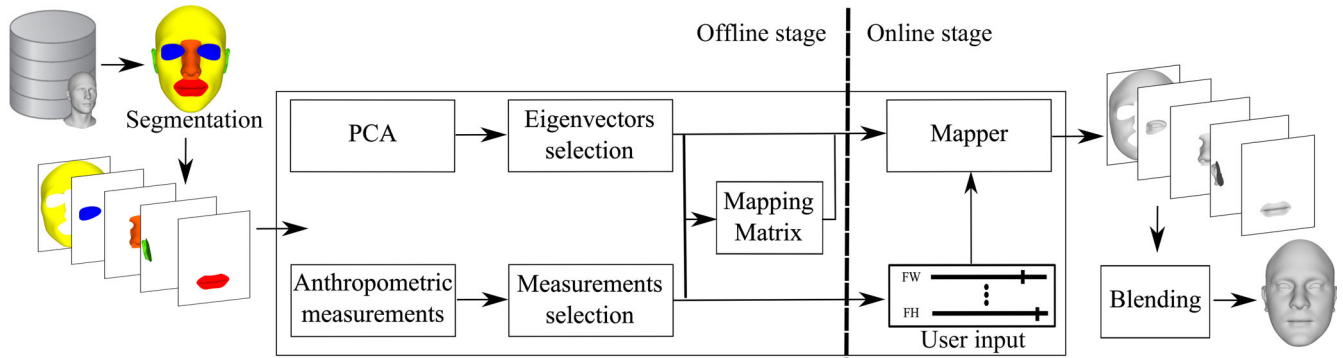 Offline stage
Online stage
Segmentation
PCA
Eigenvectors
selection
Mapper
Mapping
Matrix
Anthropometric
measurements
Measurements
selection
FW
FH
User input
Blending